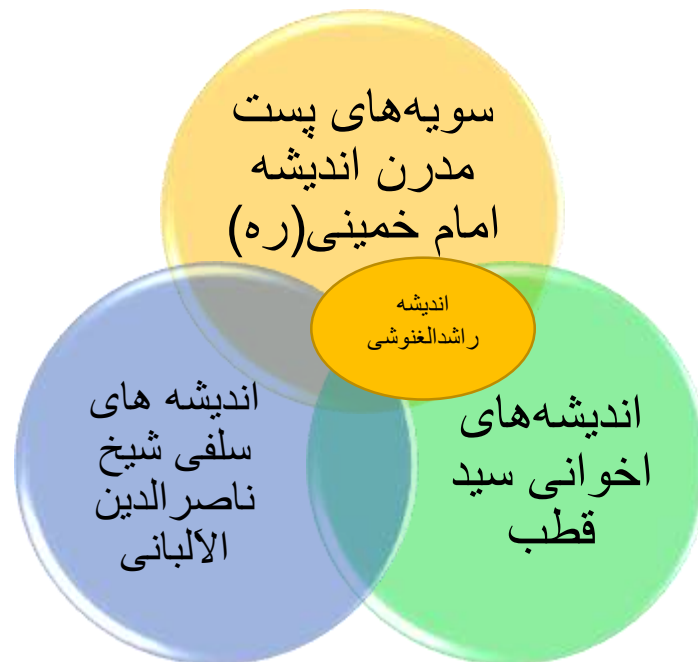 سویه‌های پست
مدرن اندیشه
امام خمینی(ره)
اندیشه
راشدالغنوشی
اندیشه‌های
اخوانی سید
قطب
اندیشه های
سلفی شیخ
ناصرالدین
الآلبانی